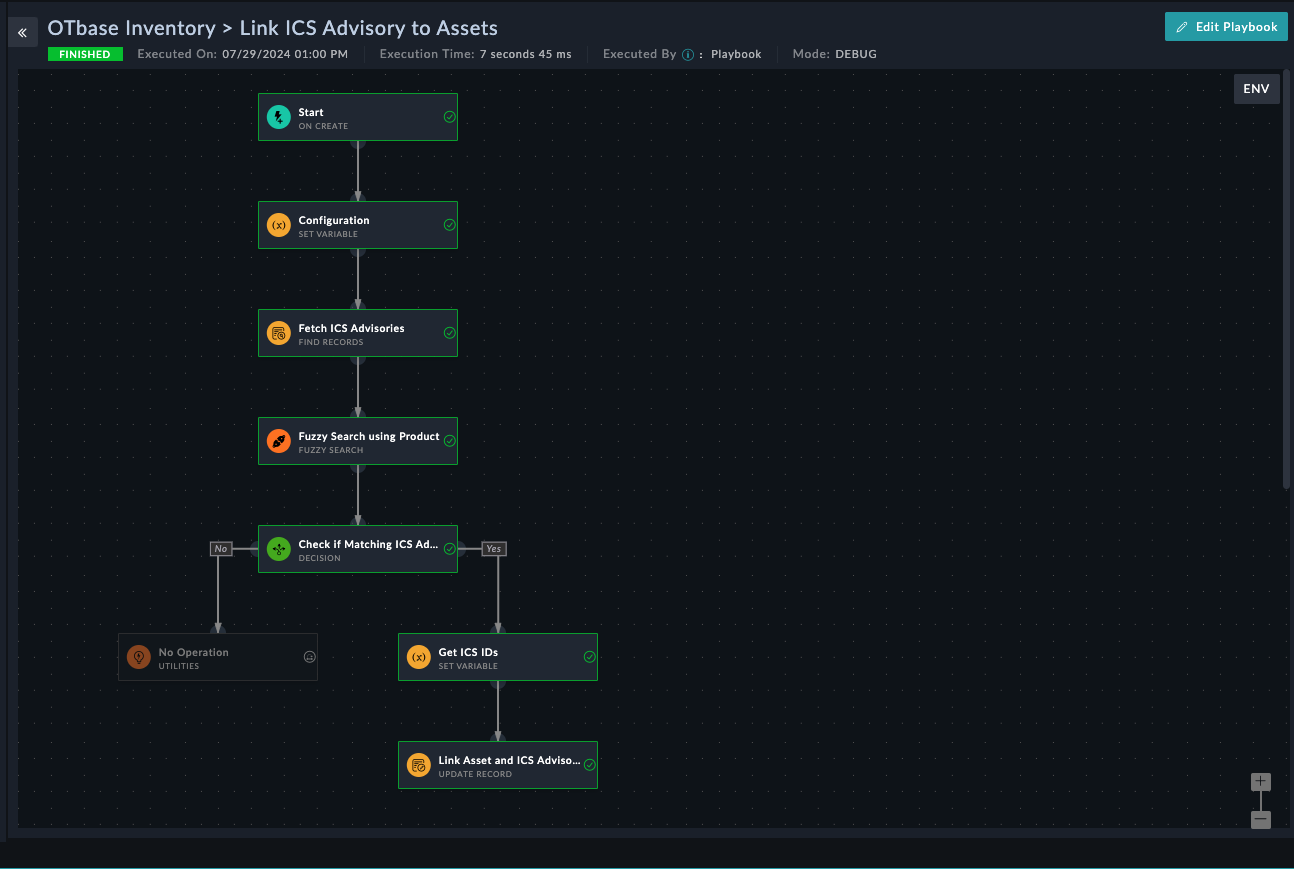 «
OTbase Inventory > Link ICS Advisory to Assets
Edit Playbook
FINISHED Executed On: 07/29/2024 01:00 PM Execution Time: 7 seconds 45 ms Executed By ⓘ : Playbook Mode: DEBUG
ENV
Start
ON CREATE
(x) Configuration
SET VARIABLE
Fetch ICS Advisories
FIND RECORDS
Fuzzy Search using Product
FUZZY SEARCH
Check if Matching ICS Ad...
DECISION
No
Yes
No Operation
UTILITIES
(x) Get ICS IDs
SET VARIABLE
Link Asset and ICS Adviso...
UPDATE RECORD
+
−